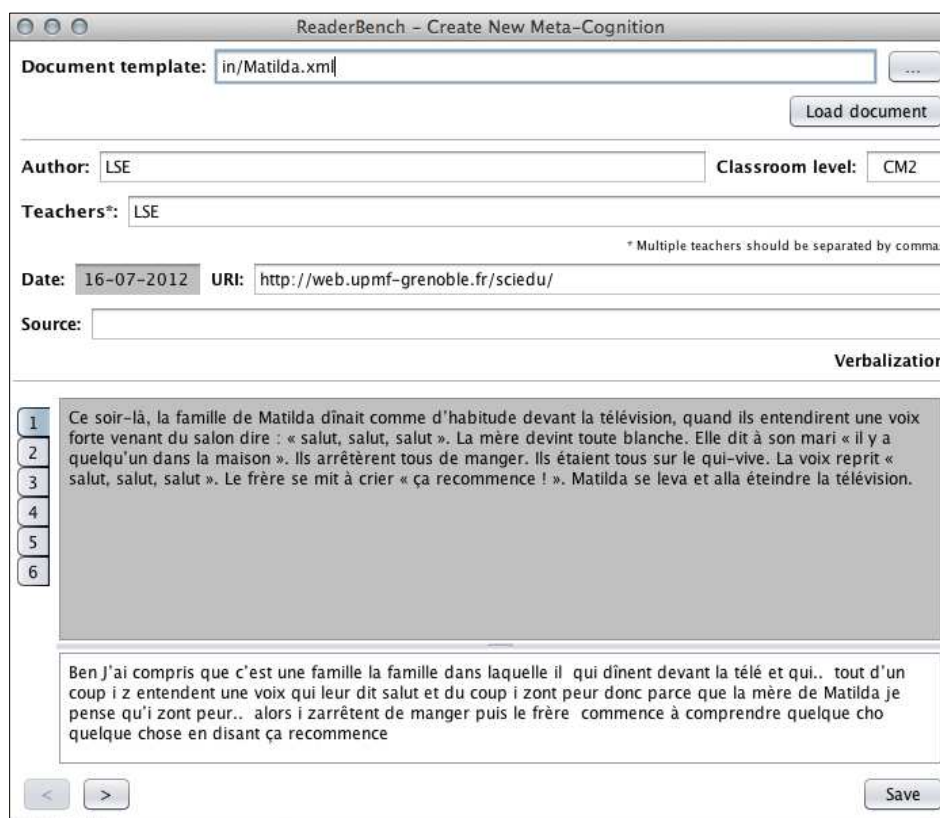 ReaderBench - Create New Meta-Cognition
Document template: in/Matilda.xml ...
Load document
Author: LSE Classroom level: CM2
Teachers*: LSE
* Multiple teachers should be separated by comma
Date: 16-07-2012 URI: http://web.upmf-grenoble.fr/sciedu/
Source:
Verbalization
1
2
3
4
5
6
Ce soir-là, la famille de Matilda dînait comme d'habitude devant la télévision, quand ils entendirent une voix
forte venant du salon dire : « salut, salut, salut ». La mère devint toute blanche. Elle dit à son mari « il y a
quelqu'un dans la maison ». Ils arrêtèrent tous de manger. Ils étaient tous sur le qui-vive. La voix reprit «
salut, salut, salut ». Le frère se mit à crier « ça recommence ! ». Matilda se leva et alla éteindre la télévision.
Ben J'ai compris que c'est une famille la famille dans laquelle il qui dînent devant la télé et qui.. tout d'un
coup i z entendent une voix qui leur dit salut et du coup i zont peur donc parce que la mère de Matilda je
pense qu'i zont peur.. alors i zarrêtent de manger puis le frère commence à comprendre quelque cho
quelque chose en disant ça recommence
< > Save